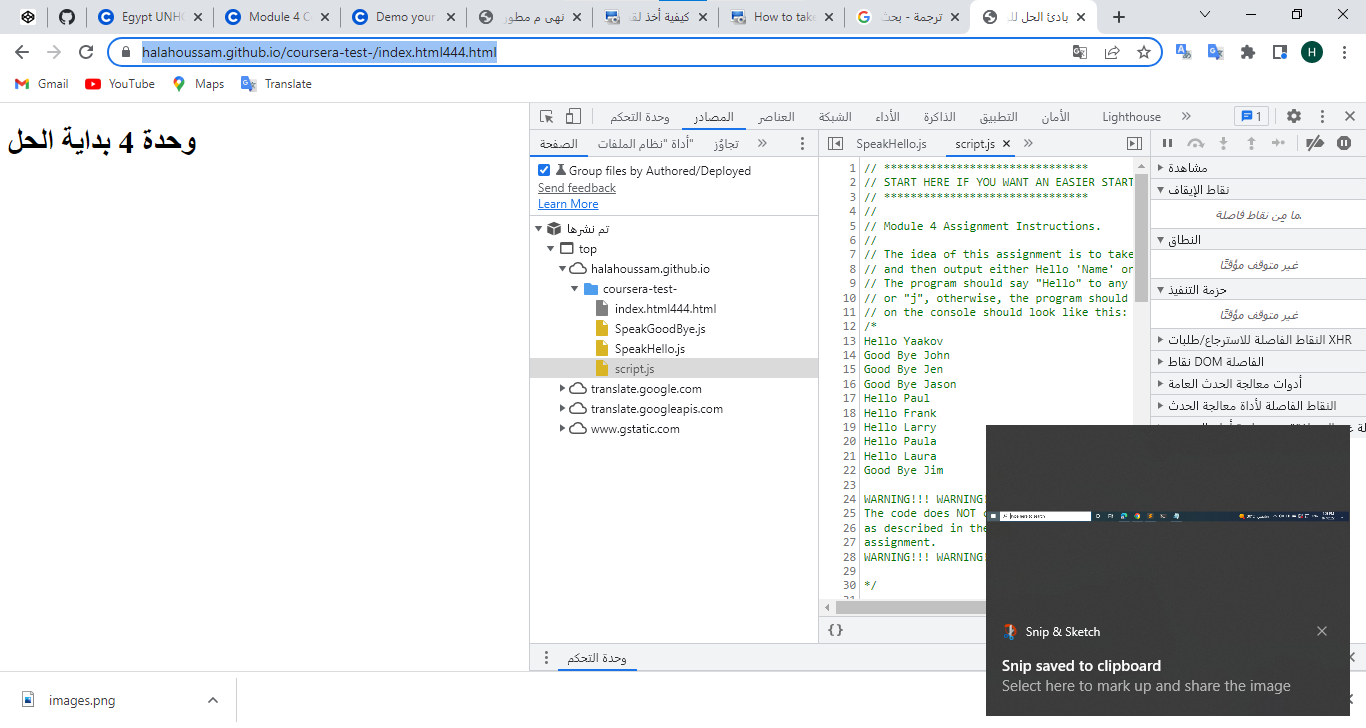 Egypt UNHC
Module 4 C
Demo your
نهى م مطور
كيفية أخذ لقـ
How to take
ترجمة - بحث
بادئ الحل للـ
halahoussam.github.io/coursera-test-/index.html444.html
H
Gmail
YouTube
Maps
Translate
وحدة 4 بداية الحل
وحدة التحكم
المصادر
العناصر
الشبكة
الأداء
الذاكرة
التطبيق
الأمان
Lighthouse
1
الصفحة
أداة "نظام الملفات"
تجاوُز
Group files by Authored/Deployed
Send feedback
Learn More
تم نشرها
top
halahoussam.github.io
coursera-test-
index.html444.html
SpeakGoodBye.js
SpeakHello.js
script.js
translate.google.com
translate.googleapis.com
www.gstatic.com
SpeakHello.js
script.js
1 // *******************************
2 // START HERE IF YOU WANT AN EASIER START
3 // *******************************
4 //
5 // Module 4 Assignment Instructions.
6 //
7 // The idea of this assignment is to take
8 // and then output either Hello 'Name' or
9 // The program should say "Hello" to any
10 // or "j", otherwise, the program should
11 // on the console should look like this:
12 /*
13 Hello Yaakov
14 Good Bye John
15 Good Bye Jen
16 Good Bye Jason
17 Hello Paul
18 Hello Frank
19 Hello Larry
20 Hello Paula
21 Hello Laura
22 Good Bye Jim
23
24 WARNING!!! WARNING!
25 The code does NOT
26 as described in the
27 assignment.
28 WARNING!!! WARNING!
29
30 */
{}
مشاهدة
نقاط الإيقاف
ما مِن نقاط فاصلة.
النطاق
غير متوقف مؤقتًا
حزمة التنفيذ
غير متوقف مؤقتًا
النقاط الفاصلة للاسترجاع/طلبات XHR
نقاط DOM الفاصلة
أدوات معالجة الحدث العامة
النقاط الفاصلة لأداة معالجة الحدث
وحدة التحكم
Snip & Sketch
Snip saved to clipboard
Select here to mark up and share the image
images.png